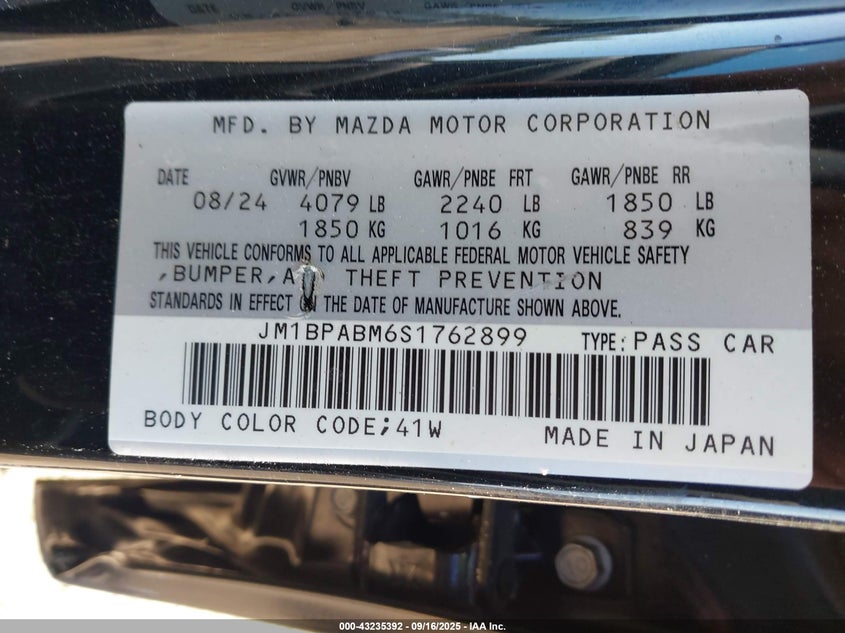 MFD. BY MAZDA MOTOR CORPORATION
DATE GVWR/PNBV GAWR/PNBE FRT GAWR/PNBE RR
08/24 4079 LB 2240 LB 1850 LB
1850 KG 1016 KG 839 KG
THIS VEHICLE CONFORMS TO ALL APPLICABLE FEDERAL MOTOR VEHICLE SAFETY
,BUMPER, THEFT PREVENTION
STANDARDS IN EFFECT ON THE DATE OF MANUFACTURE SHOWN ABOVE.
JM1BPABM6S1762899 TYPE: PASS CAR
BODY COLOR CODE;41W MADE IN JAPAN
000-43235392 - 09/16/2025 - IAA Inc.